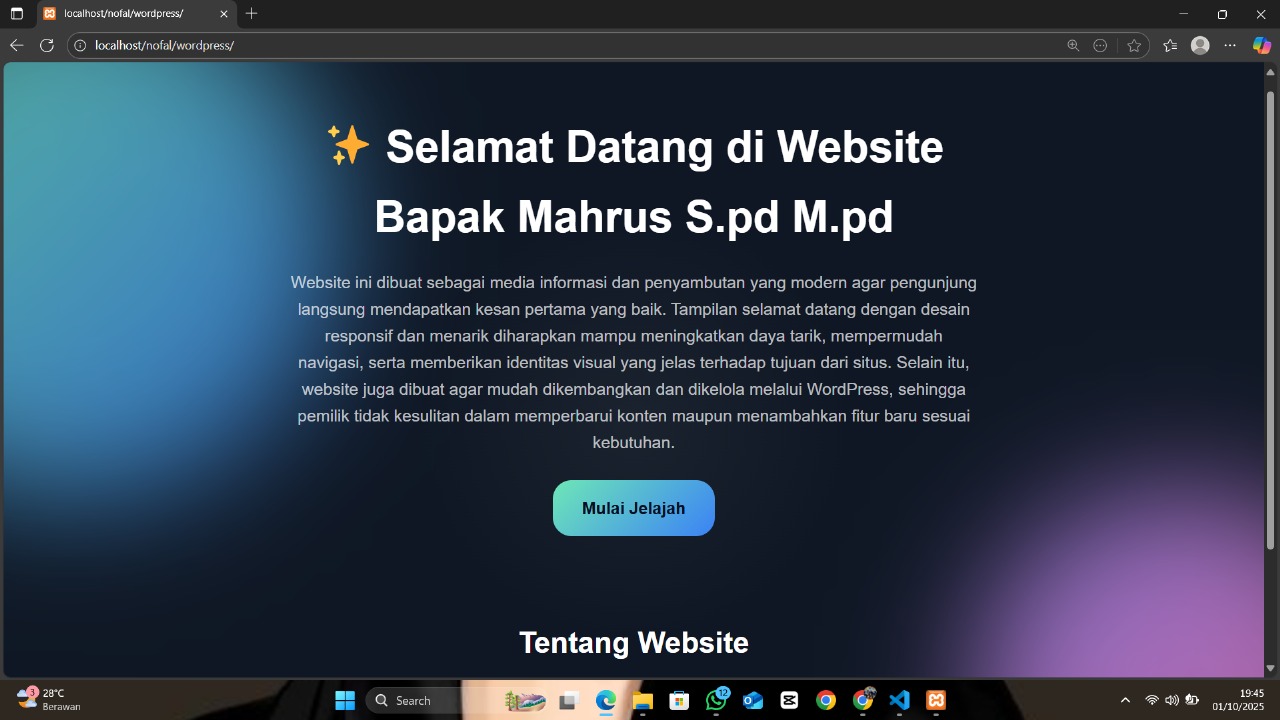 localhost/nofal/wordpress/
localhost/nofal/wordpress/
✨ Selamat Datang di Website
Bapak Mahrus S.pd M.pd
Website ini dibuat sebagai media informasi dan penyambutan yang modern agar pengunjung
langsung mendapatkan kesan pertama yang baik. Tampilan selamat datang dengan desain
responsif dan menarik diharapkan mampu meningkatkan daya tarik, mempermudah
navigasi, serta memberikan identitas visual yang jelas terhadap tujuan dari situs. Selain itu,
website juga dibuat agar mudah dikembangkan dan dikelola melalui WordPress, sehingga
pemilik tidak kesulitan dalam memperbarui konten maupun menambahkan fitur baru sesuai
kebutuhan.
Mulai Jelajah
Tentang Website
3
28°C
Berawan
Search
12
19:45
01/10/2025